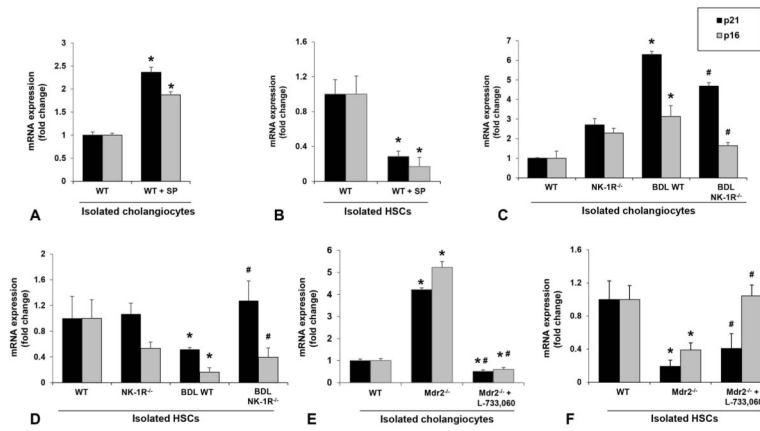 p21
p16
mRNA expression
(fold change)
3
2.5
2
1.5
1
0.5
0
*
*
WT
WT + SP
A
Isolated cholangiocytes
mRNA expression
(fold change)
1.4
1.2
1.0
0.8
0.6
0.4
0.2
0
*
*
WT
WT + SP
B
Isolated HSCs
mRNA expression
(fold change)
7
6
5
4
3
2
1
0
*
*
#
#
WT
NK-1R-/-
BDL WT
BDL
NK-1R-/-
C
Isolated cholangiocytes
mRNA expression
(fold change)
2
1.6
1.2
0.8
0.4
0
*
*
#
#
WT
NK-1R-/-
BDL WT
BDL
NK-1R-/-
D
Isolated HSCs
mRNA expression
(fold change)
6
5
4
3
2
1
0
*
*
*#
*#
WT
Mdr2-/-
Mdr2-/- +
L-733,060
E
Isolated cholangiocytes
mRNA expression
(fold change)
1.6
1.2
0.8
0.4
0
*
*
#
#
WT
Mdr2-/-
Mdr2-/- +
L-733,060
F
Isolated HSCs